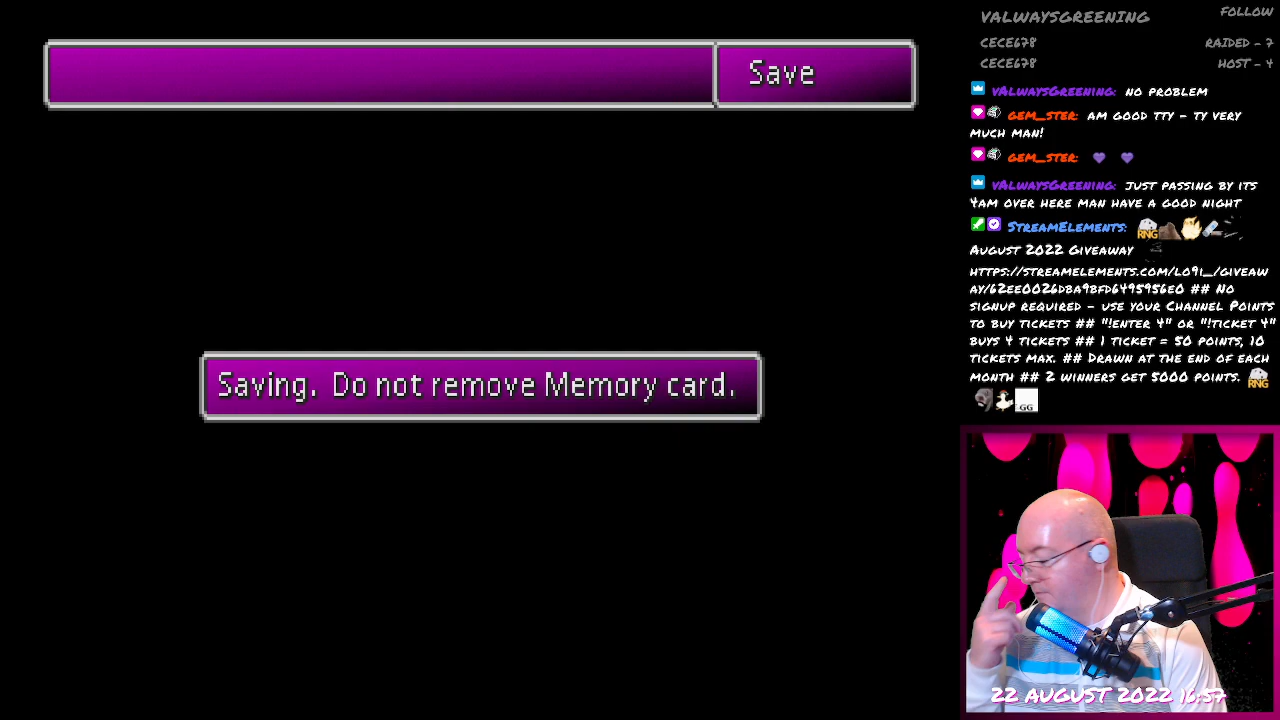 Save
Saving. Do not remove Memory card.
VALWAYSGREENING FOLLOW
CECE678 RAIDED - 7
CECE678 HOST - 4
VALWAYSGREENING: NO PROBLEM
GEM_STER: AM GOOD TTY - TY VERY
MUCH MAN!
GEM_STER:
VALWAYSGREENING: JUST PASSING BY ITS
4AM OVER HERE MAN HAVE A GOOD NIGHT
STREAMELEMENTS: RNG
AUGUST 2022 GIVEAWAY
HTTPS://STREAMELEMENTS.COM/LO9I_/GIVEAW
AY/62EE0026DBA9BFD6495956E0 ## NO
SIGNUP REQUIRED - USE YOUR CHANNEL POINTS
TO BUY TICKETS ## "!ENTER 4" OR "!TICKET 4"
BUYS 4 TICKETS ## 1 TICKET = 50 POINTS, 10
TICKETS MAX. ## DRAWN AT THE END OF EACH
MONTH ## 2 WINNERS GET 5000 POINTS. RNG
GG
22 AUGUST 2022 16:57